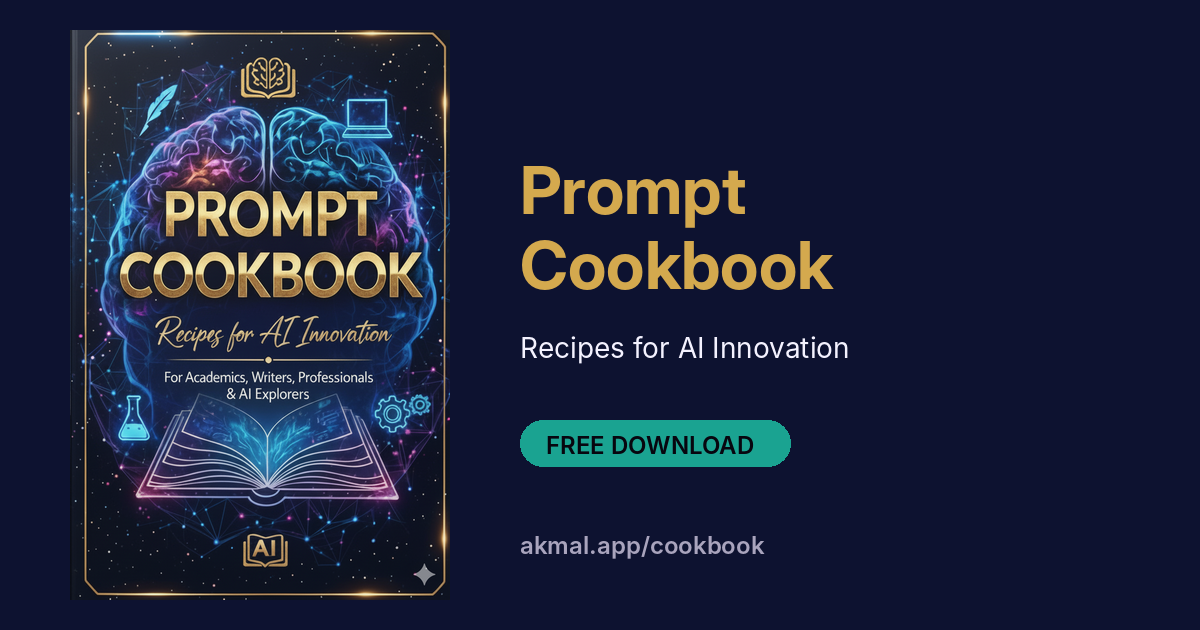 PROMPT
COOKBOOK
Recipes for AI Innovation
For Academics, Writers, Professionals
& AI Explorers
AI
Prompt
Cookbook
Recipes for AI Innovation
FREE DOWNLOAD
akmal.app/cookbook